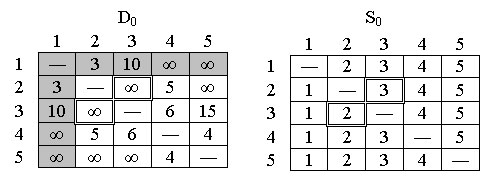 D0 S0
1 2 3 4 5 1 2 3 4 5
1 — 3 10 ∞ ∞ 1 — 2 3 4 5
2 3 — ∞ 5 ∞ 2 1 — 3 4 5
3 10 ∞ — 6 15 3 1 2 — 4 5
4 ∞ 5 6 — 4 4 1 2 3 — 5
5 ∞ ∞ ∞ 4 — 5 1 2 3 4 —